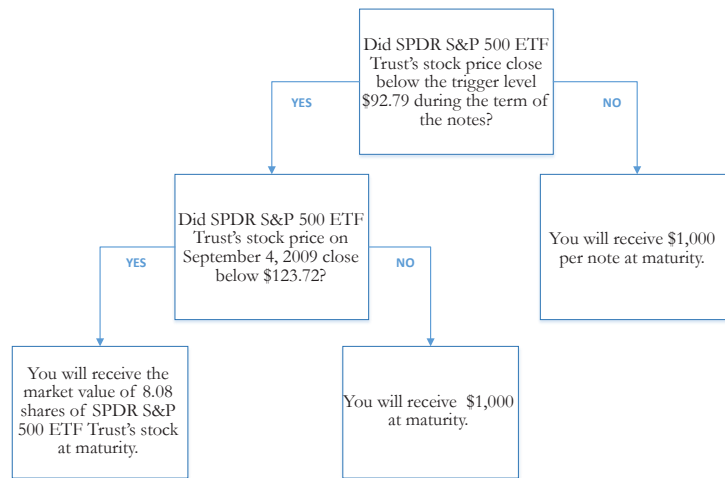 Did SPDR S&P 500 ETF
Trust's stock price close
below the trigger level
$92.79 during the term of
the notes?
YES
NO
Did SPDR S&P 500 ETF
Trust's stock price on
September 4, 2009 close
below $123.72?
You will receive $1,000
per note at maturity.
YES
NO
You will receive the
market value of 8.08
shares of SPDR S&P
500 ETF Trust's stock
at maturity.
You will receive $1,000
at maturity.